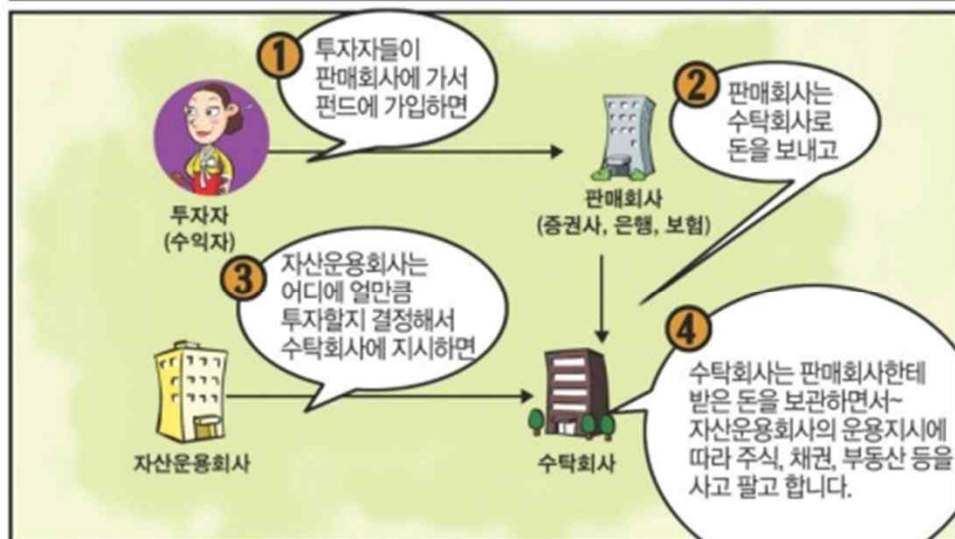 1
투자자들이
판매회사에 가서
펀드에 가입하면
2
판매회사는
수탁회사로
돈을 보내고
투자자
(수익자)
판매회사
(증권사, 은행, 보험)
3
자산운용회사는
어디에 얼만큼
투자할지 결정해서
수탁회사에 지시하면
4
수탁회사는 판매회사한테
받은 돈을 보관하면서~
자산운용회사의 운용지시에
따라 주식, 채권, 부동산 등을
사고 팔고 합니다.
자산운용회사
수탁회사